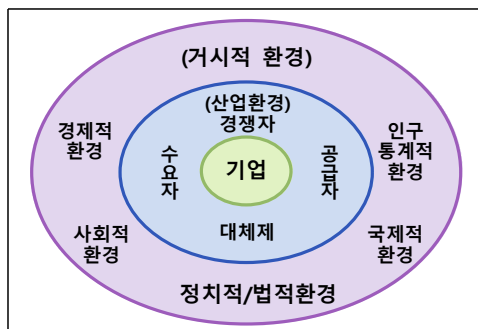 (거시적 환경)
(산업환경)
경쟁자
경제적
환경
인구
통계적
환경
수요자
기업
공급자
사회적
환경
대체제
국제적
환경
정치적/법적환경